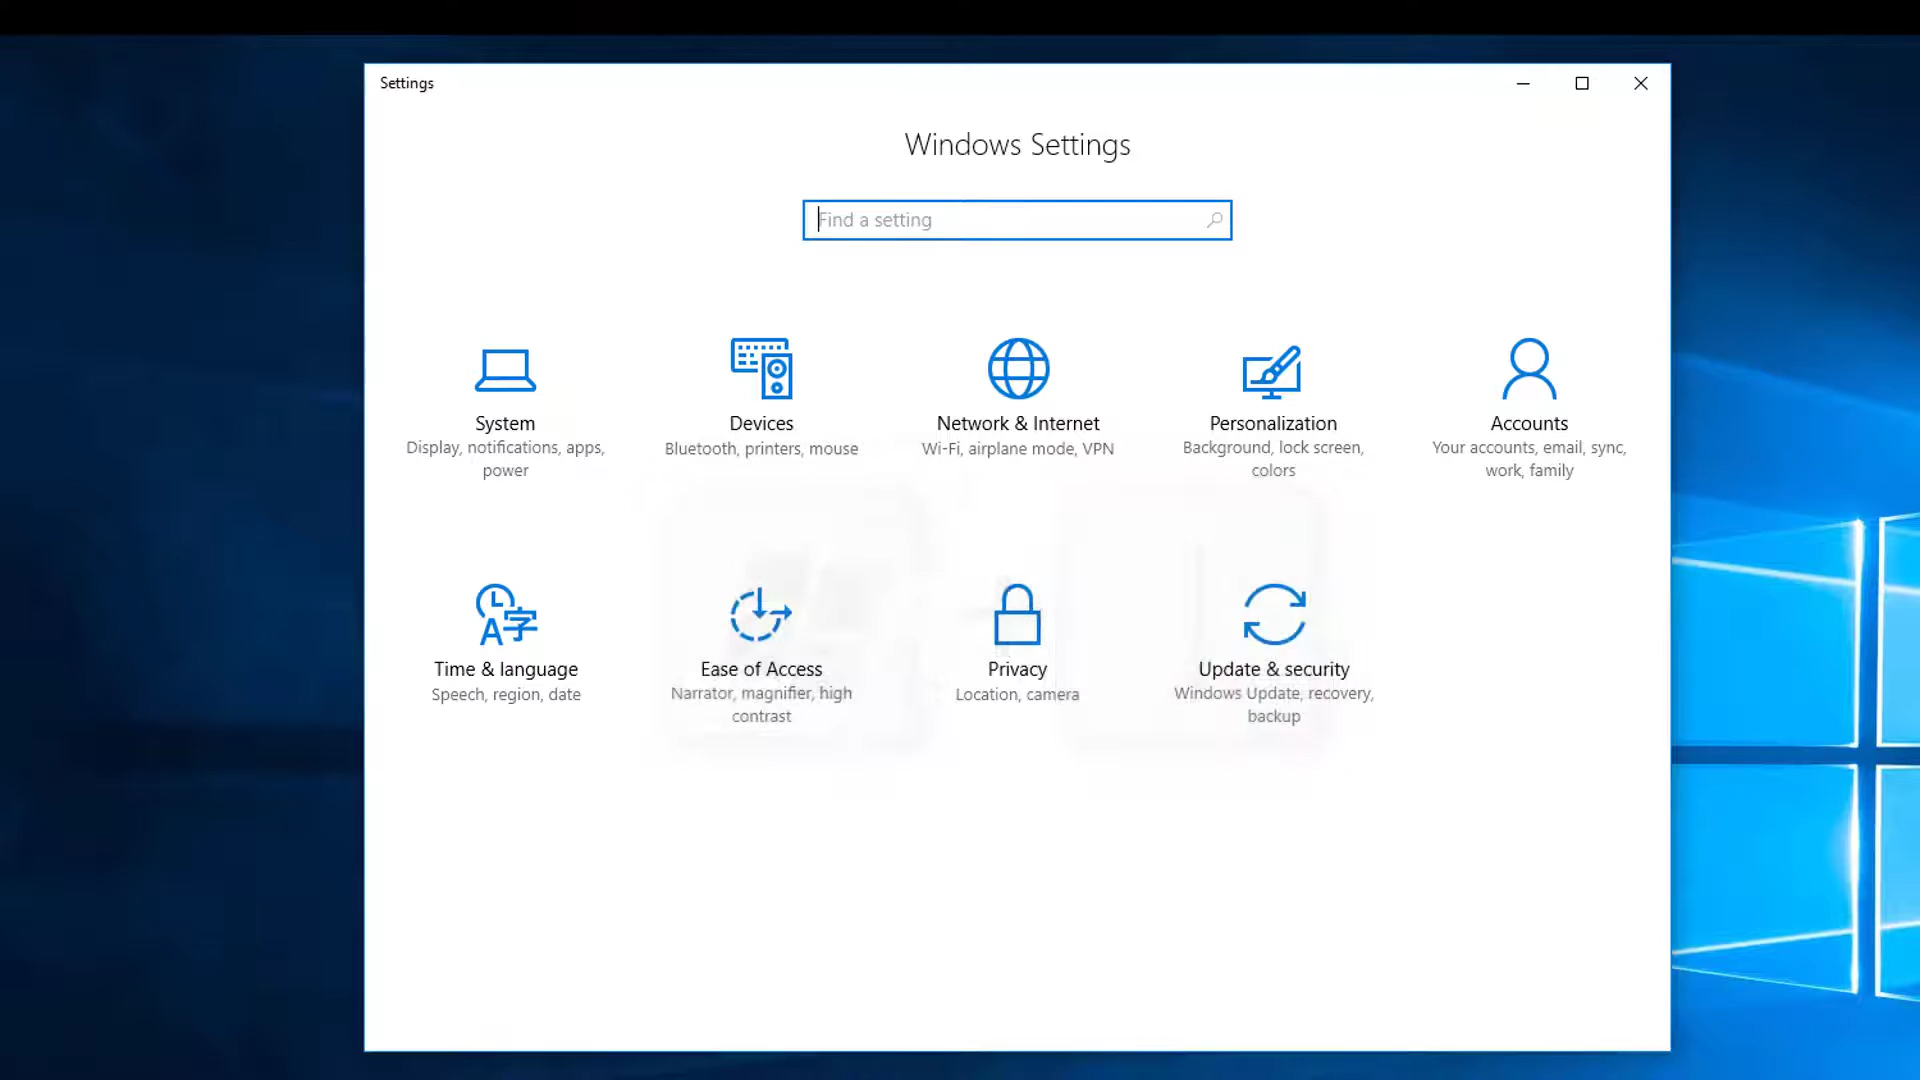 Settings
Windows Settings
Find a setting
System
Display, notifications, apps,
power
Devices
Bluetooth, printers, mouse
Network & Internet
Wi-Fi, airplane mode, VPN
Personalization
Background, lock screen,
colors
Accounts
Your accounts, email, sync,
work, family
Time & language
Speech, region, date
Ease of Access
Narrator, magnifier, high
contrast
Privacy
Location, camera
Update & security
Windows Update, recovery,
backup